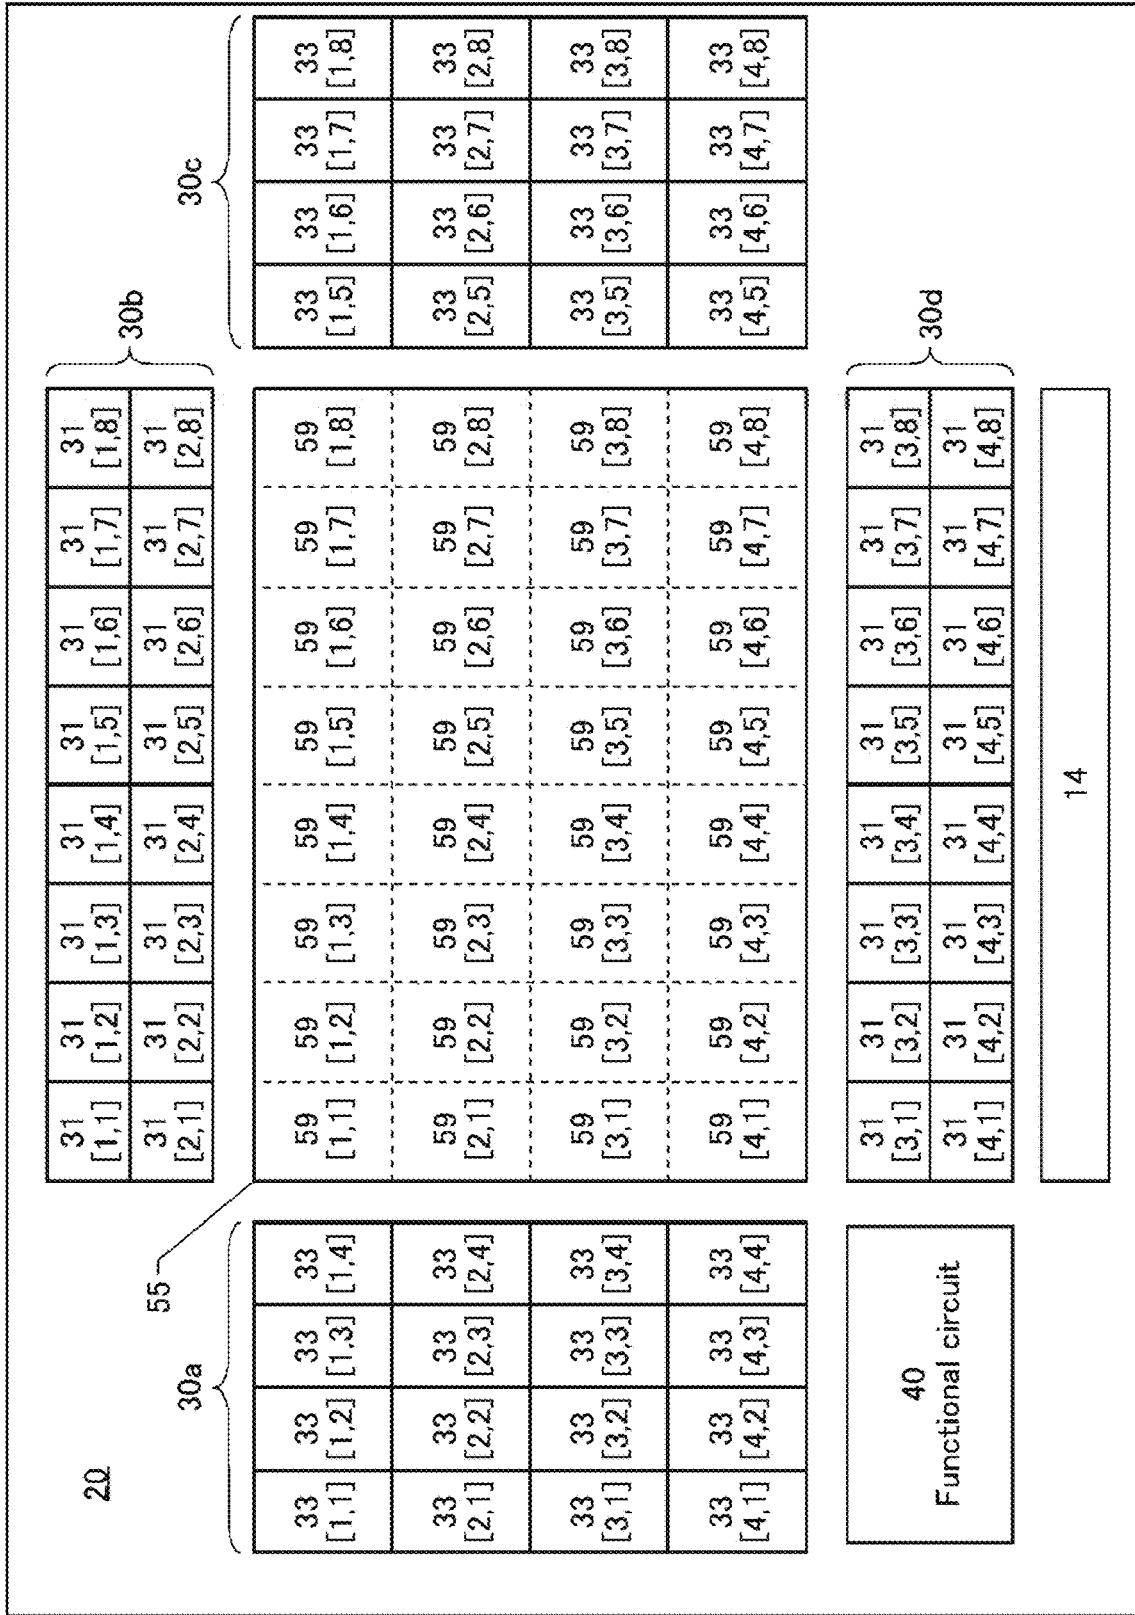 31 31 31 31 31 31 31 31
[1,1] [1,2] [1,3] [1,4] [1,5] [1,6] [1,7] [1,8]
20
30b
31 31 31 31 31 31 31 31
[2,1] [2,2] [2,3] [2,4] [2,5] [2,6] [2,7] [2,8]
55
30a 30c
33 33 33 33 59 59 59 59 59 59 59 59 33 33 33 33
[1,1] [1,2] [1,3] [1,4] [1,1] [1,2] [1,3] [1,4] [1,5] [1,6] [1,7] [1,8] [1,5] [1,6] [1,7] [1,8]
33 33 33 33 59 59 59 59 59 59 59 59 33 33 33 33
[2,1] [2,2] [2,3] [2,4] [2,1] [2,2] [2,3] [2,4] [2,5] [2,6] [2,7] [2,8] [2,5] [2,6] [2,7] [2,8]
33 33 33 33 59 59 59 59 59 59 59 59 33 33 33 33
[3,1] [3,2] [3,3] [3,4] [3,1] [3,2] [3,3] [3,4] [3,5] [3,6] [3,7] [3,8] [3,5] [3,6] [3,7] [3,8]
33 33 33 33 59 59 59 59 59 59 59 59 33 33 33 33
[4,1] [4,2] [4,3] [4,4] [4,1] [4,2] [4,3] [4,4] [4,5] [4,6] [4,7] [4,8] [4,5] [4,6] [4,7] [4,8]
40
Functional circuit
31 31 31 31 31 31 31 31
[3,1] [3,2] [3,3] [3,4] [3,5] [3,6] [3,7] [3,8]
30d
31 31 31 31 31 31 31 31
[4,1] [4,2] [4,3] [4,4] [4,5] [4,6] [4,7] [4,8]
14